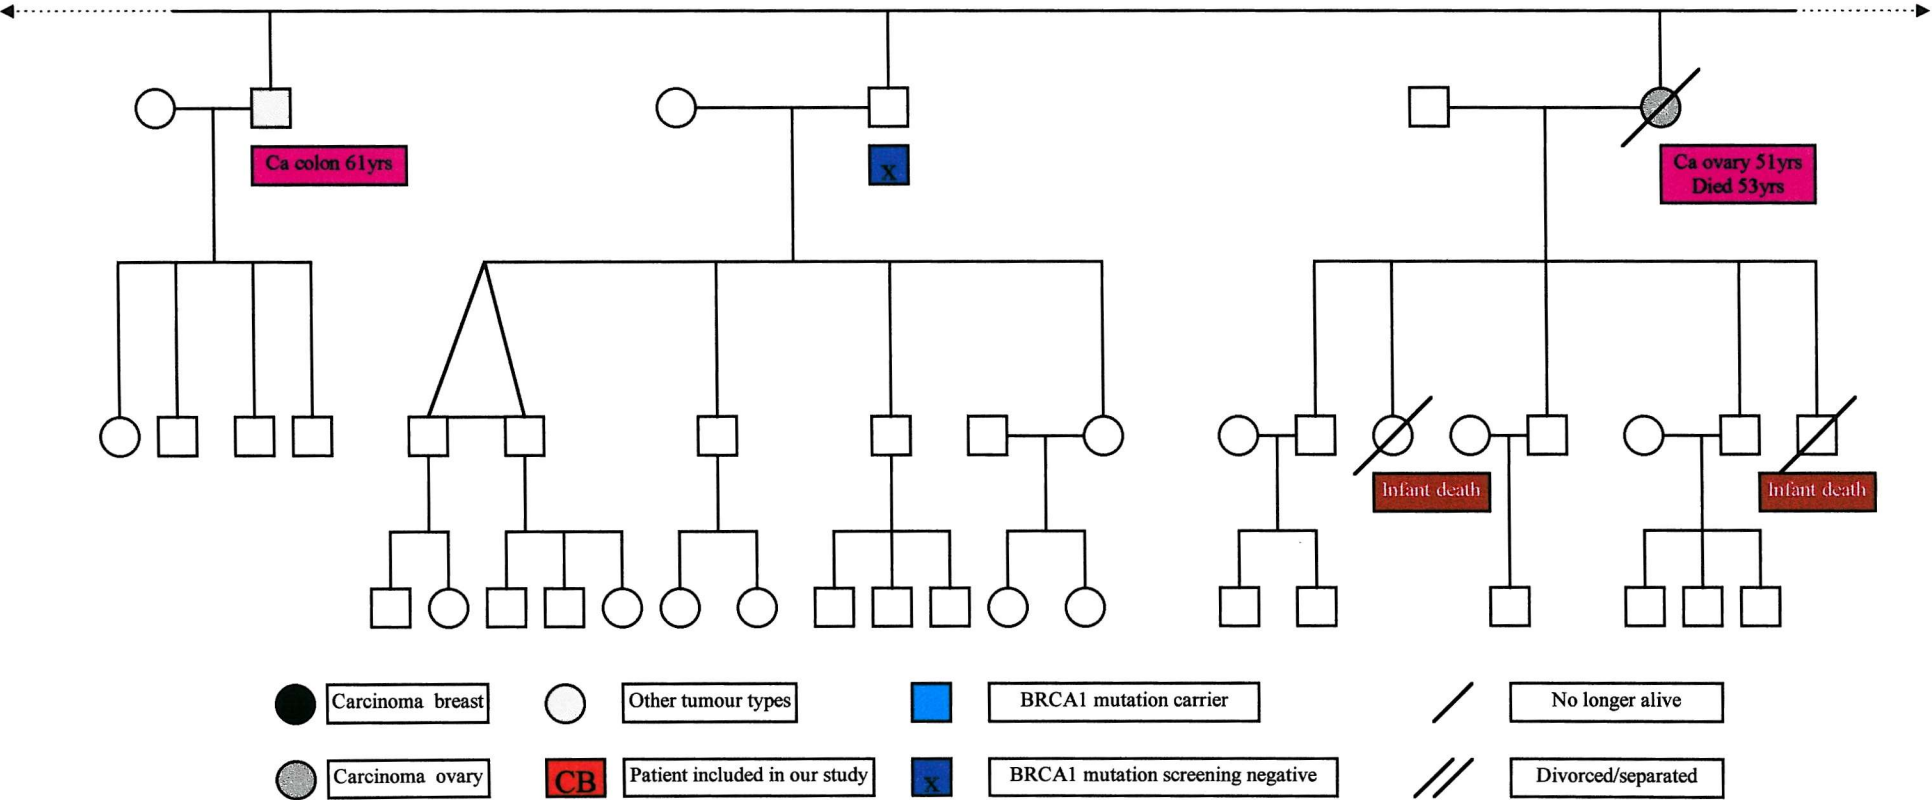 Ca colon 61yrs
x
Ca ovary 51yrs
Died 53yrs
Infant death
Infant death
Carcinoma breast
Other tumour types
BRCA1 mutation carrier
No longer alive
Carcinoma ovary
CB
Patient included in our study
x
BRCA1 mutation screening negative
Divorced/separated